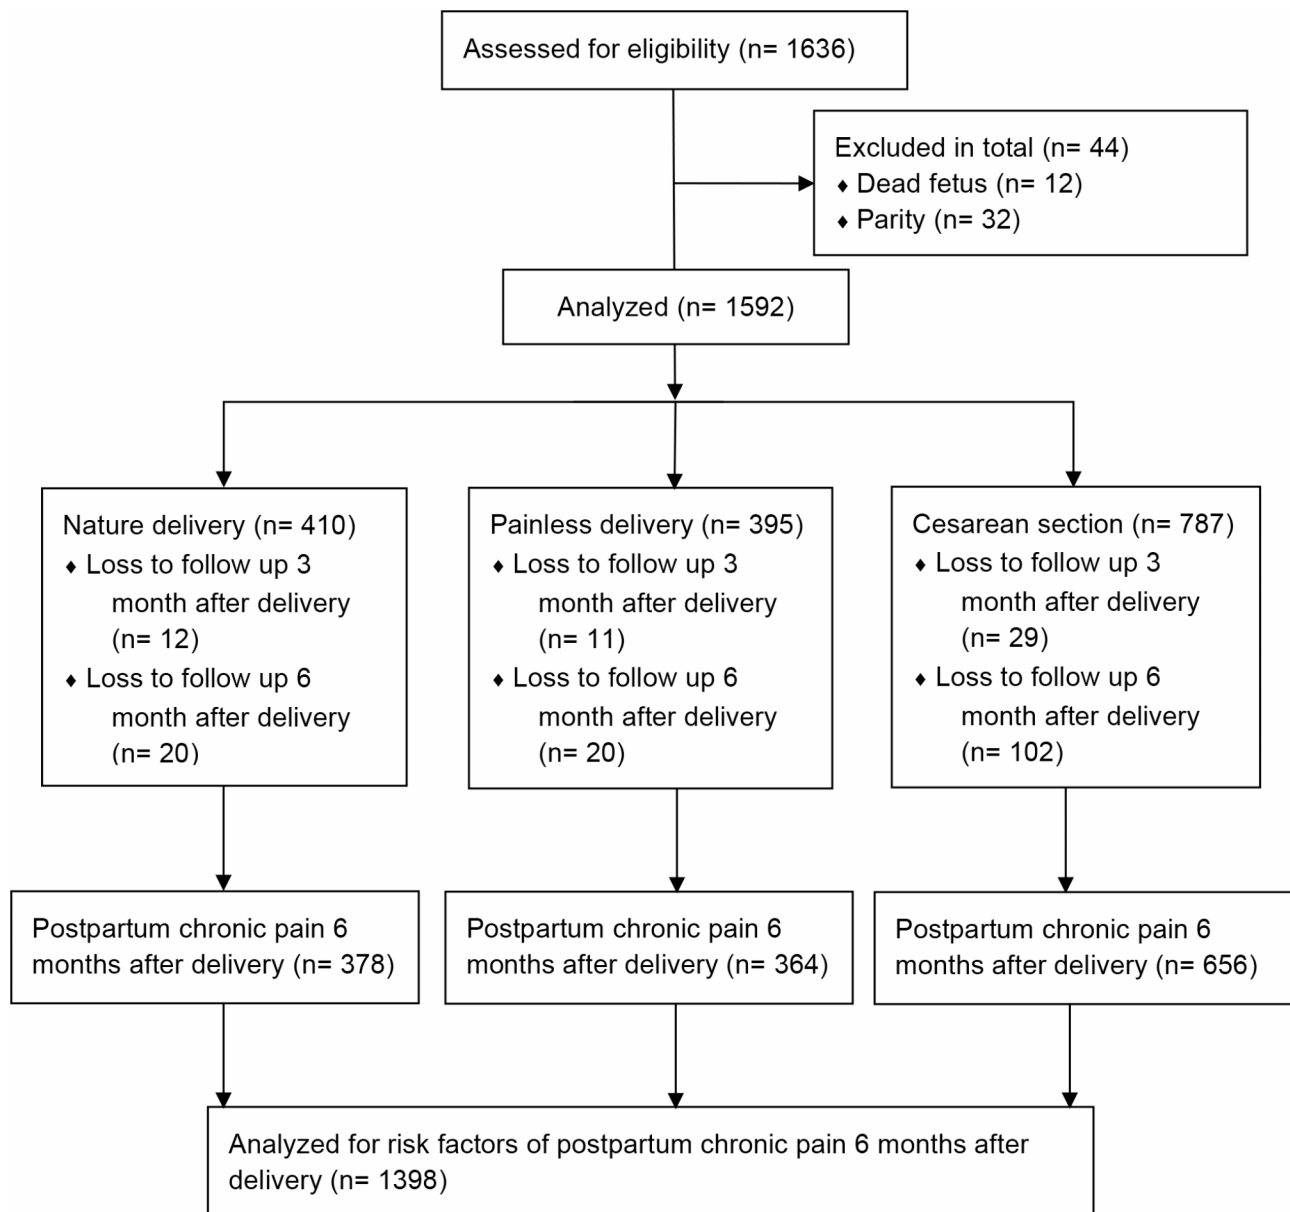 Assessed for eligibility (n= 1636)
Excluded in total (n= 44)
♦ Dead fetus (n= 12)
♦ Parity (n= 32)
Analyzed (n= 1592)
Nature delivery (n= 410)
♦ Loss to follow up 3
month after delivery
(n= 12)
♦ Loss to follow up 6
month after delivery
(n= 20)
Painless delivery (n= 395)
♦ Loss to follow up 3
month after delivery
(n= 11)
♦ Loss to follow up 6
month after delivery
(n= 20)
Cesarean section (n= 787)
♦ Loss to follow up 3
month after delivery
(n= 29)
♦ Loss to follow up 6
month after delivery
(n= 102)
Postpartum chronic pain 6
months after delivery (n= 378)
Postpartum chronic pain 6
months after delivery (n= 364)
Postpartum chronic pain 6
months after delivery (n= 656)
Analyzed for risk factors of postpartum chronic pain 6 months after
delivery (n= 1398)